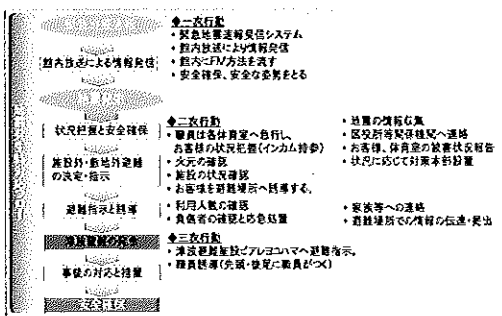 ◆一次行動
・緊急地震速報発信システム
・館内放送により情報発信
・館内にFM方法を流す
・安全確保、安全な姿勢をとる
館内放送による情報発信
◆二次行動
・職員は各体育室へ急行し、
お客様の状況把握(インカム持参)
・火元の確認
・施設の状況確認
・お客様を避難場所へ誘導する。
・利用人数の確認
・負傷者の確認と応急処置
・地震の情報収集
・区役所等関係機関へ連絡
・お客様、体育室の被害状況報告
・状況に応じて対策本部設置
・家族等への連絡
・避難場所での情報の伝達・提出
状況把握と安全確保
施設外・敷地外避難
の決定・指示
避難指示と誘導
◆三次行動
・津波避難施設ピアレヨコハマへ避難指示。
・職員誘導(先頭・後尾に職員がつく)
事後の対応と措置